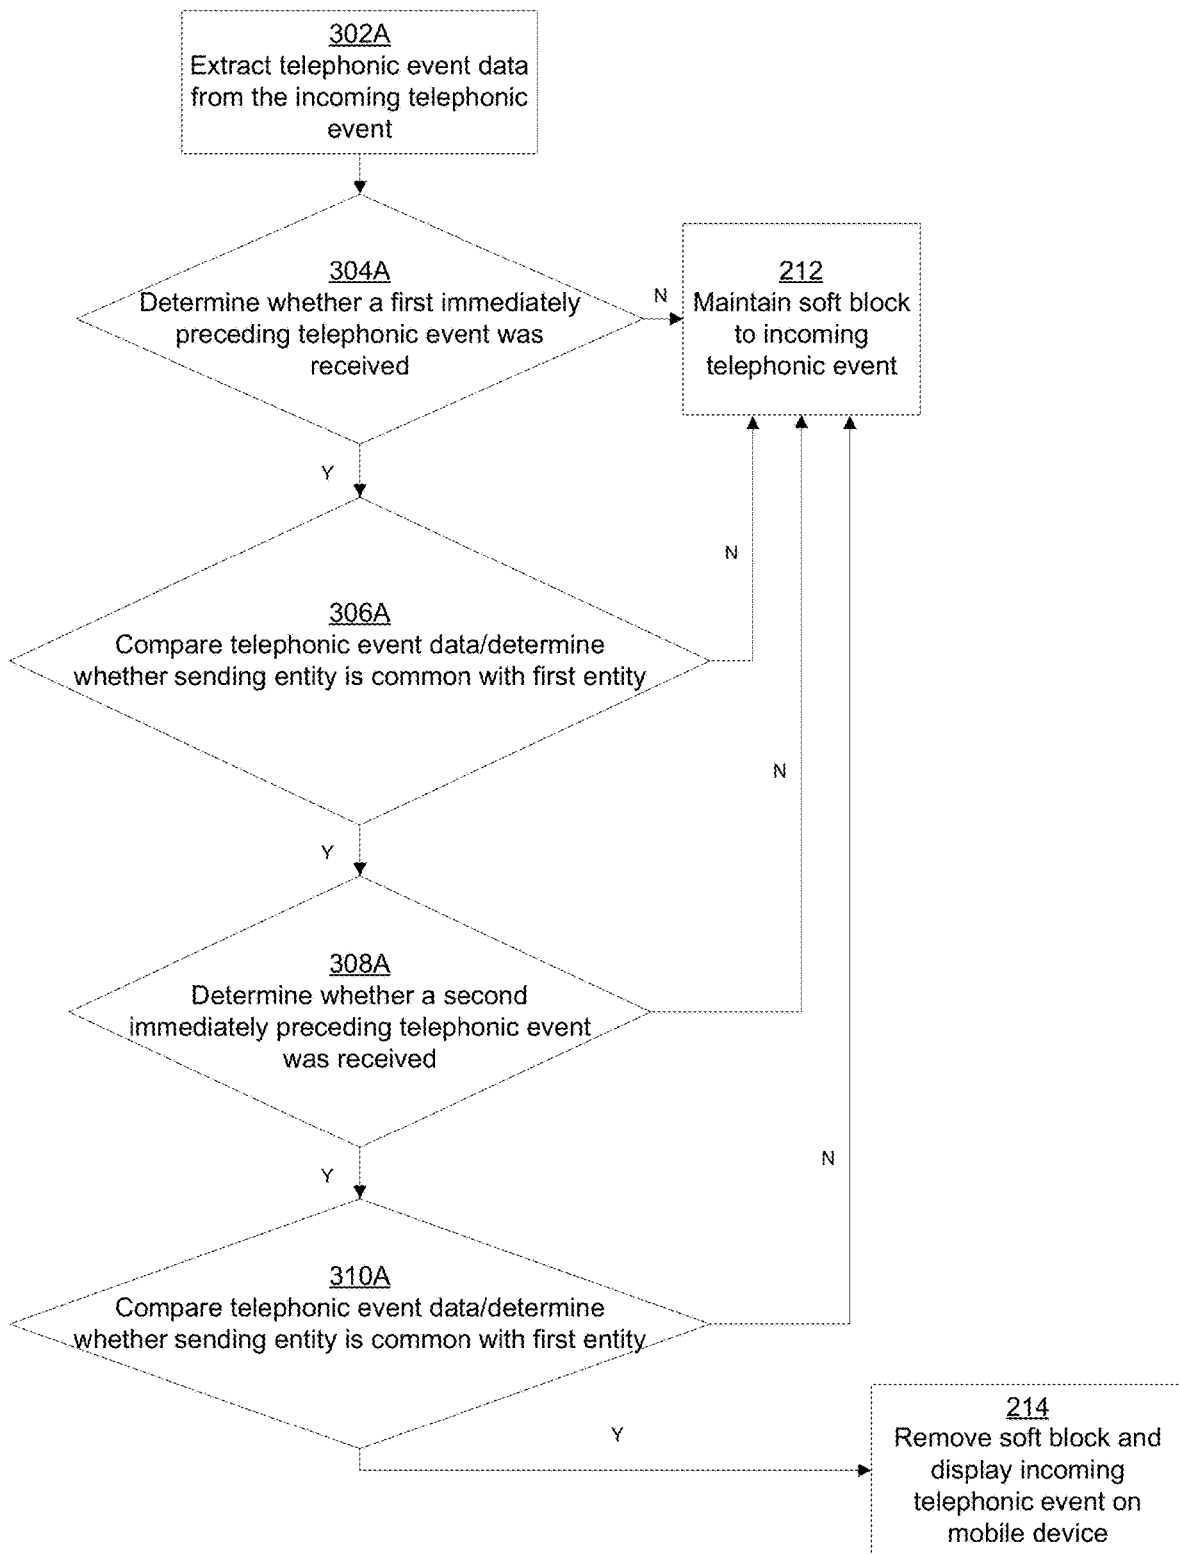 302A
Extract telephonic event data
from the incoming telephonic
event
304A
Determine whether a first immediately
preceding telephonic event was
received
N
212
Maintain soft block
to incoming
telephonic event
Y
306A
Compare telephonic event data/determine
whether sending entity is common with first entity
N
Y
308A
Determine whether a second
immediately preceding telephonic event
was received
N
Y
310A
Compare telephonic event data/determine
whether sending entity is common with first entity
N
Y
214
Remove soft block and
display incoming
telephonic event on
mobile device